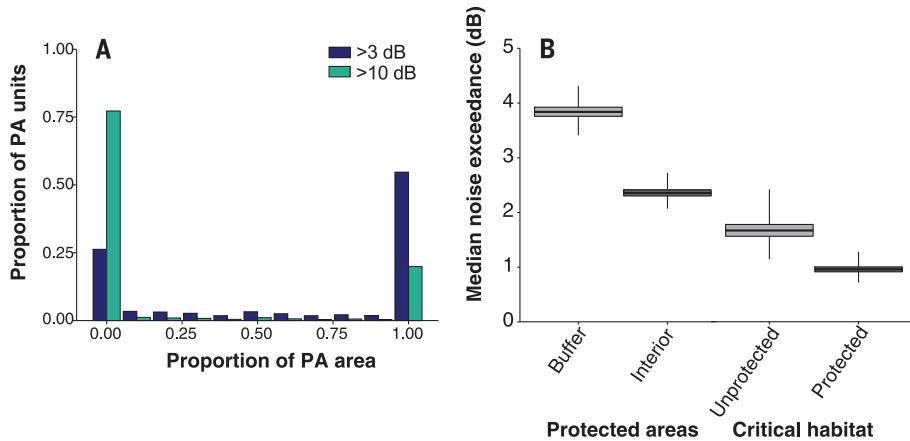 A
>3 dB
>10 dB
Proportion of PA units
1.00
0.75
0.50
0.25
0.00
0.00
0.25
0.50
0.75
1.00
Proportion of PA area
B
Median noise exceedance (dB)
5
4
3
2
1
0
Buffer
Interior
Unprotected
Protected
Protected areas
Critical habitat